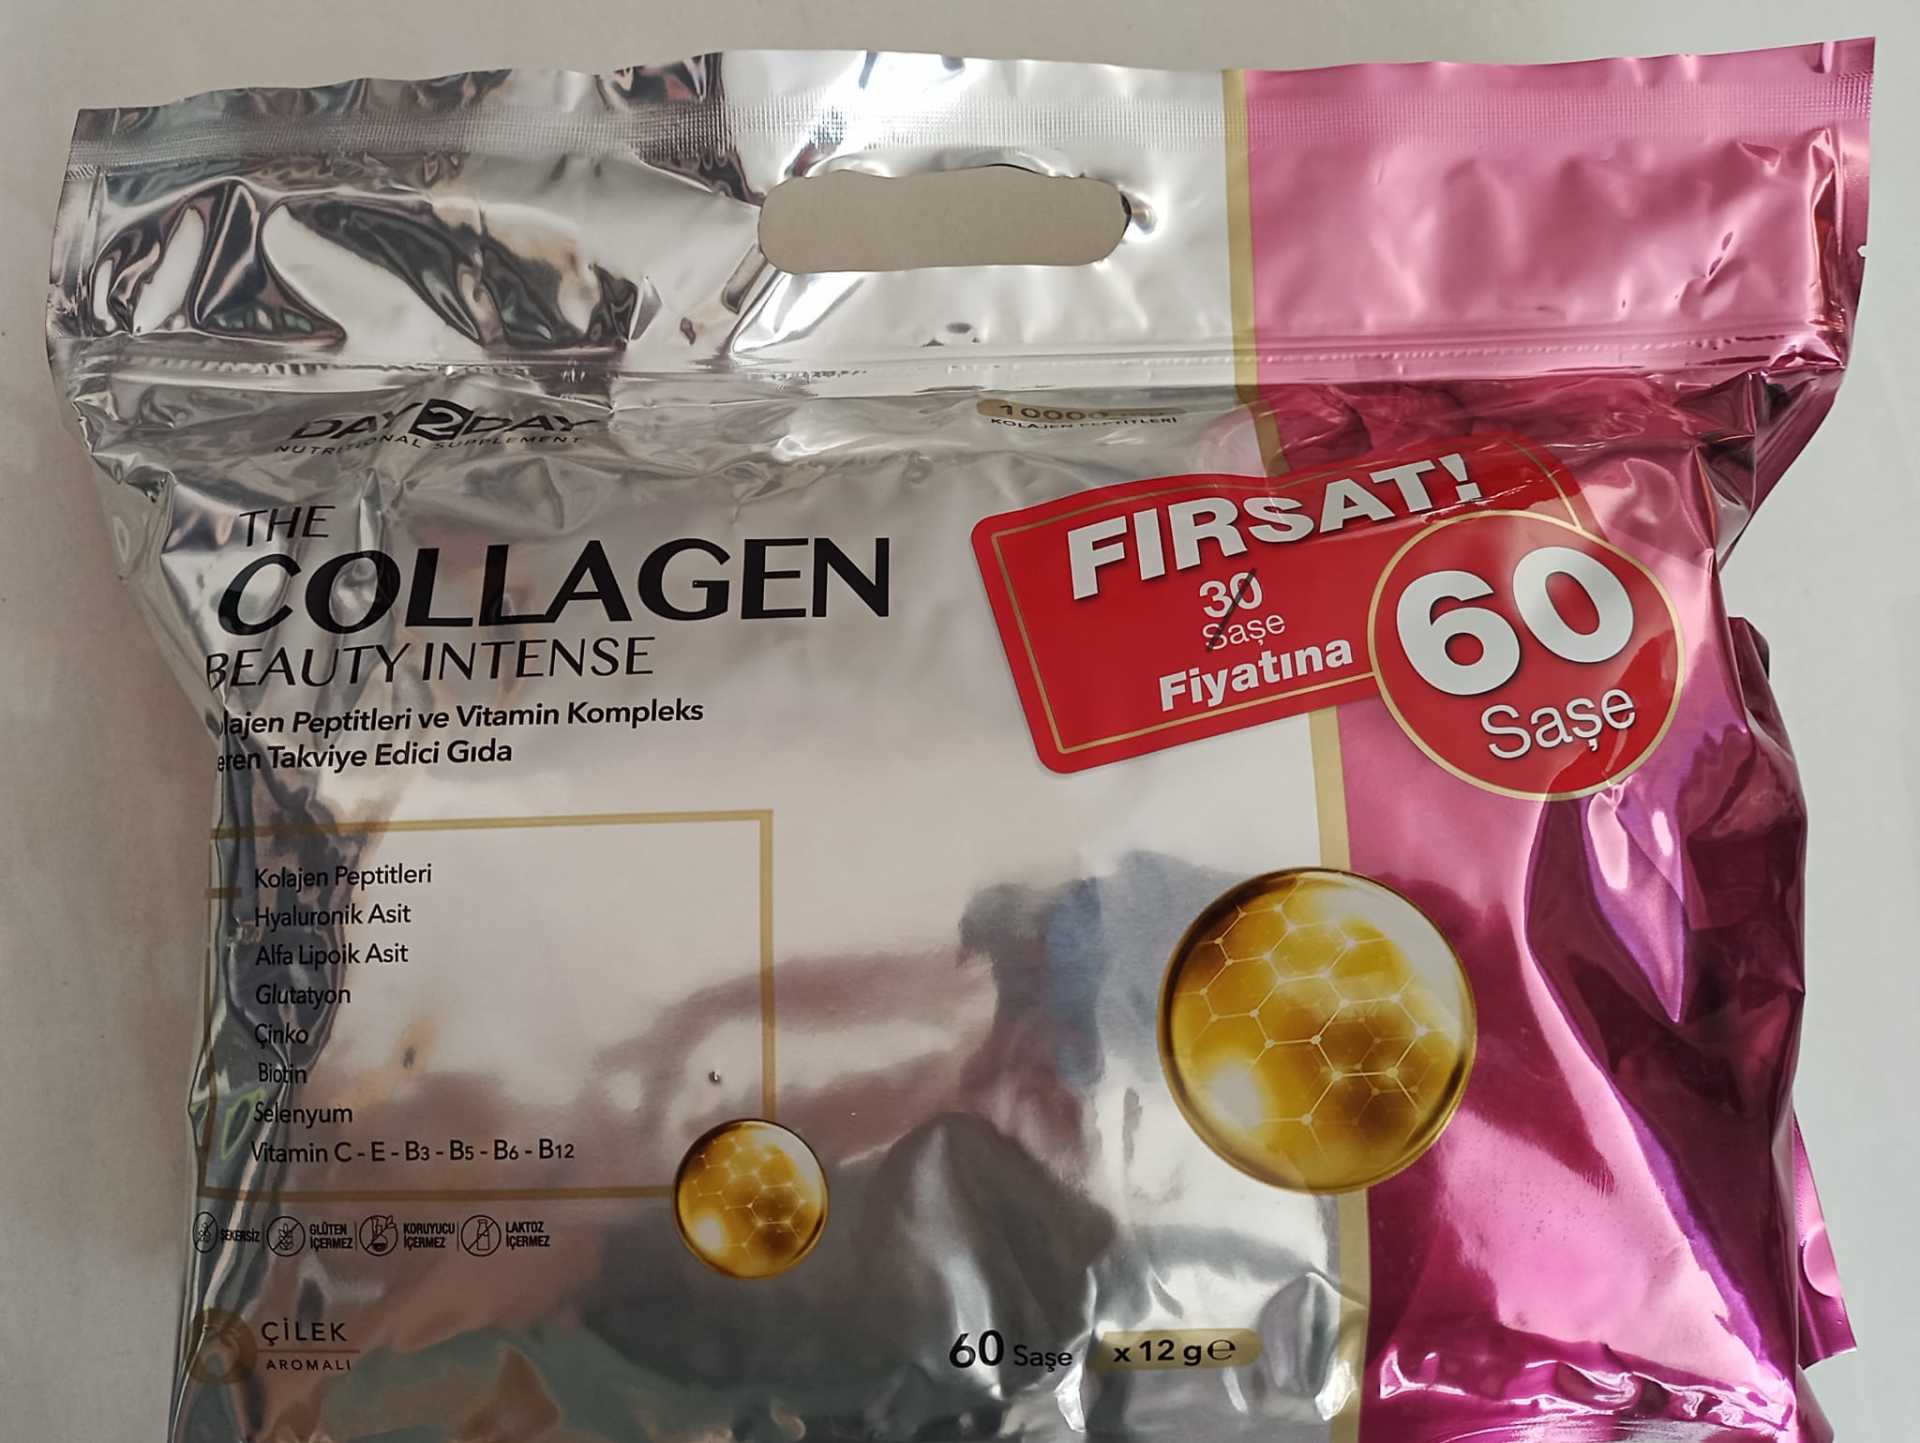 DAY2DAY
NUTRITIONAL SUPPLEMENT
10000
KOLAJEN PEPTİTLERİ
THE
COLLAGEN
BEAUTY INTENSE
lajen Peptitleri ve Vitamin Kompleks
eren Takviye Edici Gıda
FIRSAT!
30
Saşe
Fiyatına
60
Saşe
Kolajen Peptitleri
Hyaluronik Asit
Alfa Lipoik Asit
Glutatyon
Çinko
Biotin
Selenyum
Vitamin C - E - B3 - B5 - B6 - B12
ŞEKERSİZ
GLÜTEN
İÇERMEZ
KORUYUCU
İÇERMEZ
LAKTOZ
İÇERMEZ
ÇİLEK
AROMALI
60 Saşe x 12 g ℮